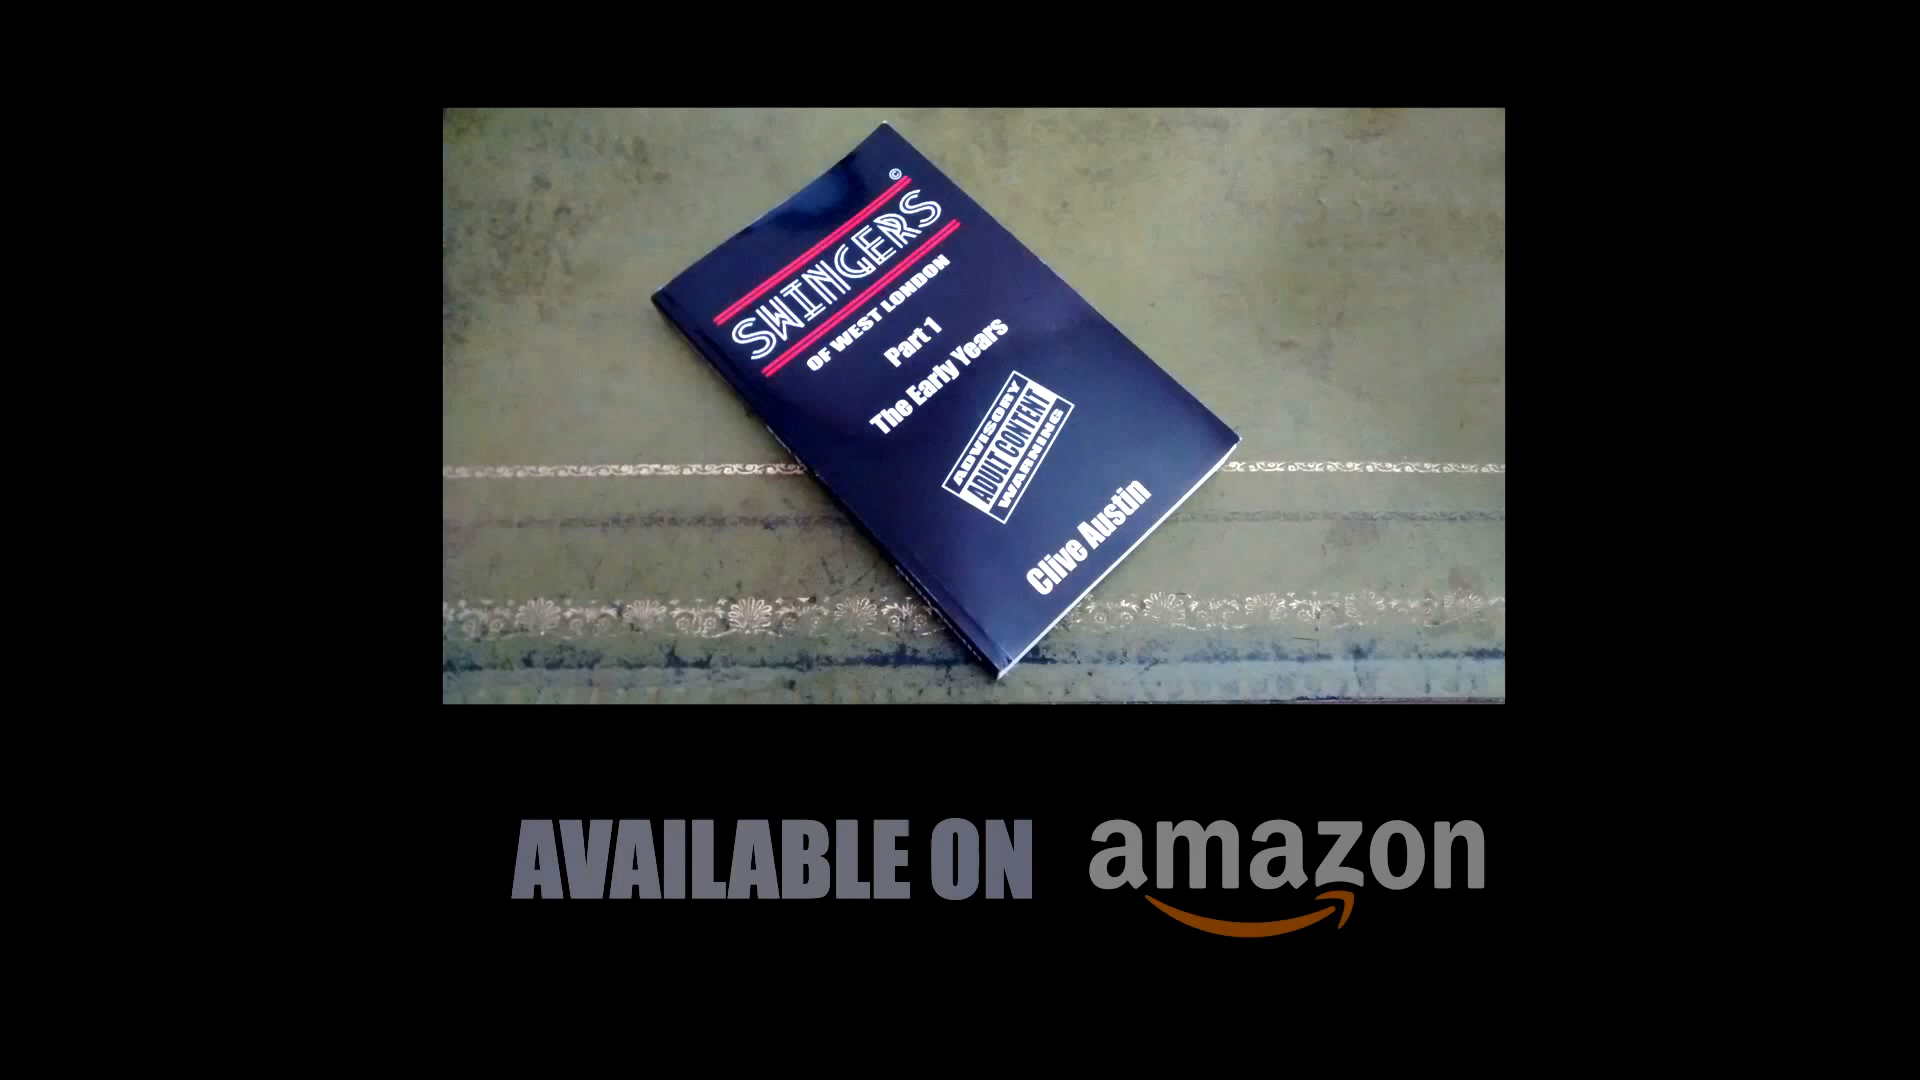 ©
SWINGERS
OF WEST LONDON
Part 1
The Early Years
ADVISORY
ADULT CONTENT
WARNING
Clive Austin
AVAILABLE ON amazon